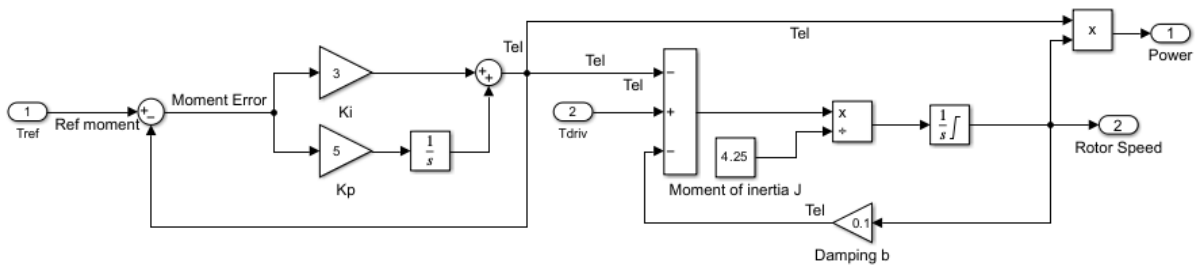 Tel
x
1
Power
Tel
Tel
Tel
3
Ki
Moment Error
1
Tref
Ref moment
5
Kp
1
s
2
Tdriv
4.25
Moment of inertia J
x
÷
1
s
2
Rotor Speed
Tel
0.1
Damping b